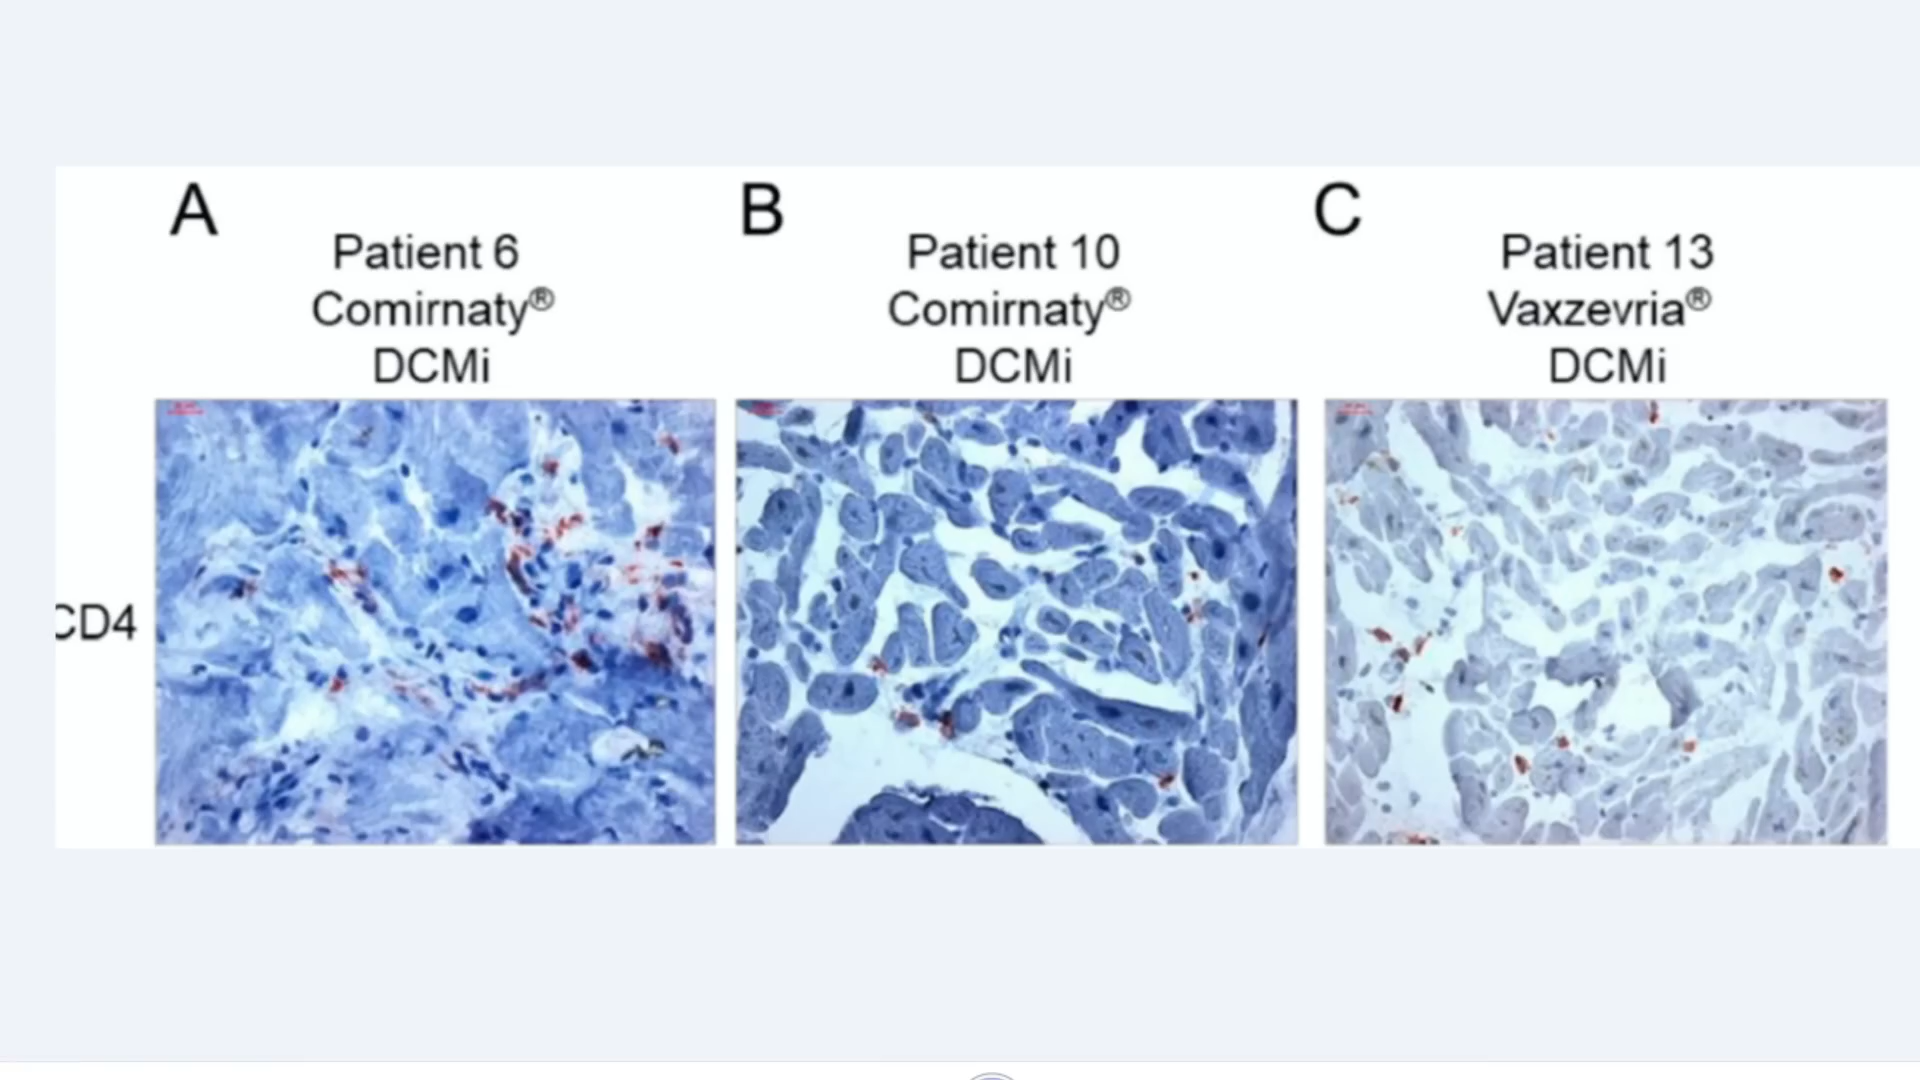 A
Patient 6
Comirnaty®
DCMi
B
Patient 10
Comirnaty®
DCMi
C
Patient 13
Vaxzevria®
DCMi
CD4